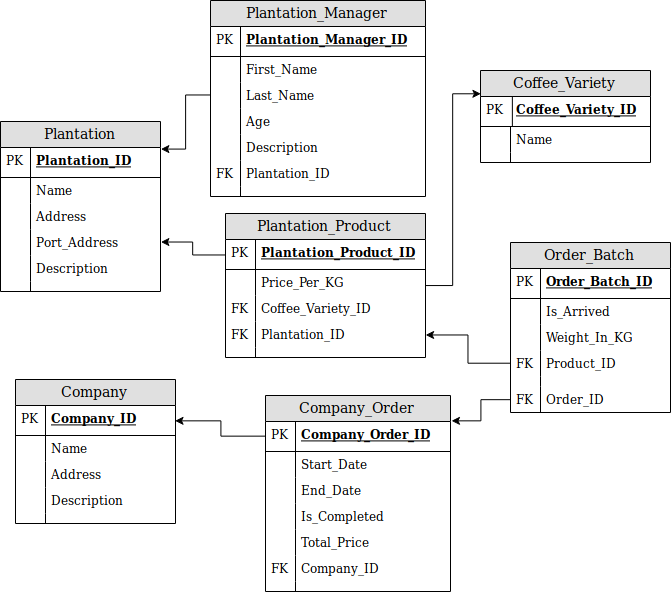 Plantation_Manager
PK Plantation_Manager_ID
First_Name
Last_Name
Age
Description
FK Plantation_ID
Coffee_Variety
PK Coffee_Variety_ID
Name
Plantation
PK Plantation_ID
Name
Address
Port_Address
Description
Plantation_Product
PK Plantation_Product_ID
Price_Per_KG
FK Coffee_Variety_ID
FK Plantation_ID
Order_Batch
PK Order_Batch_ID
Is_Arrived
Weight_In_KG
FK Product_ID
FK Order_ID
Company
PK Company_ID
Name
Address
Description
Company_Order
PK Company_Order_ID
Start_Date
End_Date
Is_Completed
Total_Price
FK Company_ID